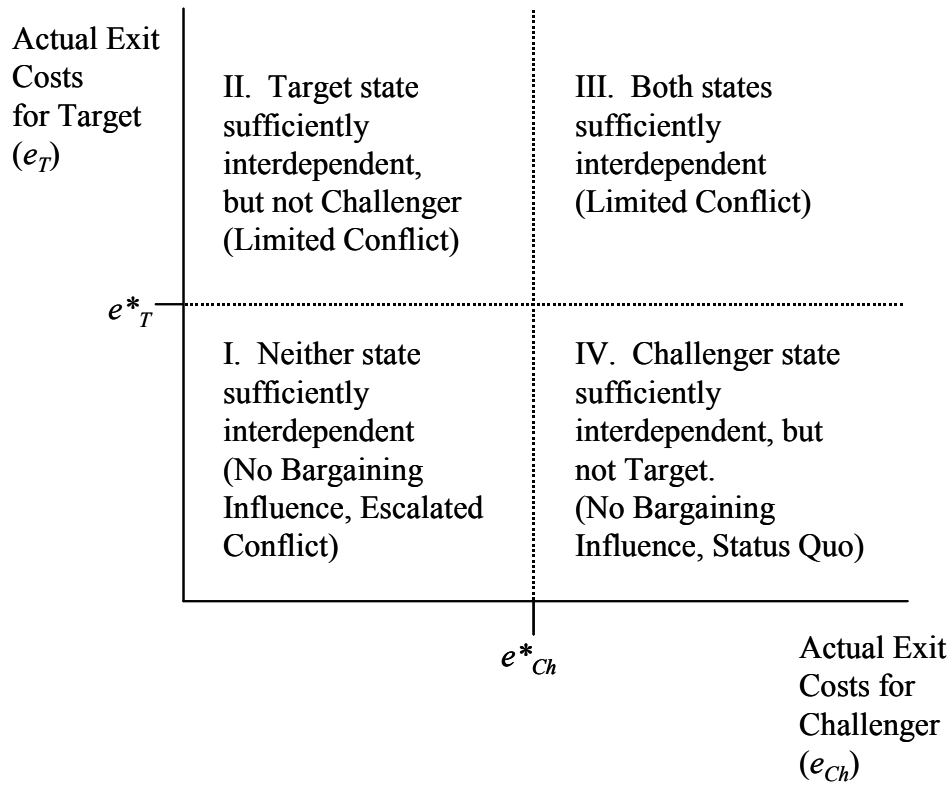 Actual Exit
Costs
for Target
(e_T)
II. Target state
sufficiently
interdependent,
but not Challenger
(Limited Conflict)
III. Both states
sufficiently
interdependent
(Limited Conflict)
e*_T
I. Neither state
sufficiently
interdependent
(No Bargaining
Influence, Escalated
Conflict)
IV. Challenger state
sufficiently
interdependent, but
not Target.
(No Bargaining
Influence, Status Quo)
e*_Ch
Actual Exit
Costs for
Challenger
(e_Ch)